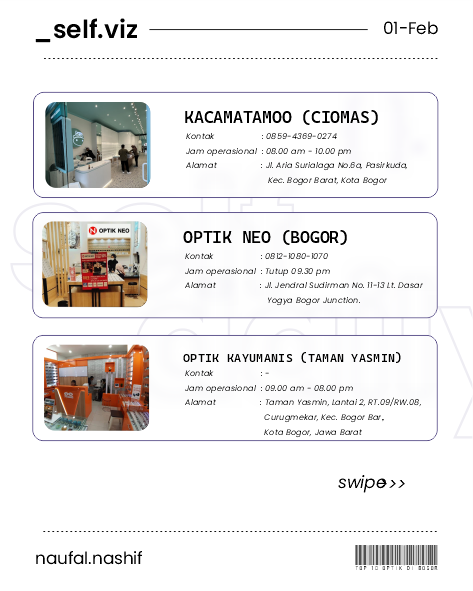 _self.viz
01-Feb
KACAMATAMOO (CIOMAS)
Kontak : 0859-4369-0274
Jam operasional : 08.00 am - 10.00 pm
Alamat : Jl. Aria Surialaga No.6a, Pasirkuda,
Kec. Bogor Barat, Kota Bogor
OPTIK NEO
OPTIK NEO (BOGOR)
Kontak : 0812-1080-1070
Jam operasional : Tutup 09.30 pm
Alamat : Jl. Jendral Sudirman No. 11-13 Lt. Dasar
Yogya Bogor Junction.
OPTIK KAYUMANIS (TAMAN YASMIN)
Kontak : -
Jam operasional : 09.00 am - 08.00 pm
Alamat : Taman Yasmin, Lantai 2, RT.09/RW.08,
Curugmekar, Kec. Bogor Bar.,
Kota Bogor, Jawa Barat
swipe>>>
naufal.nashif
TOP 10 OPTIK DI BOGOR